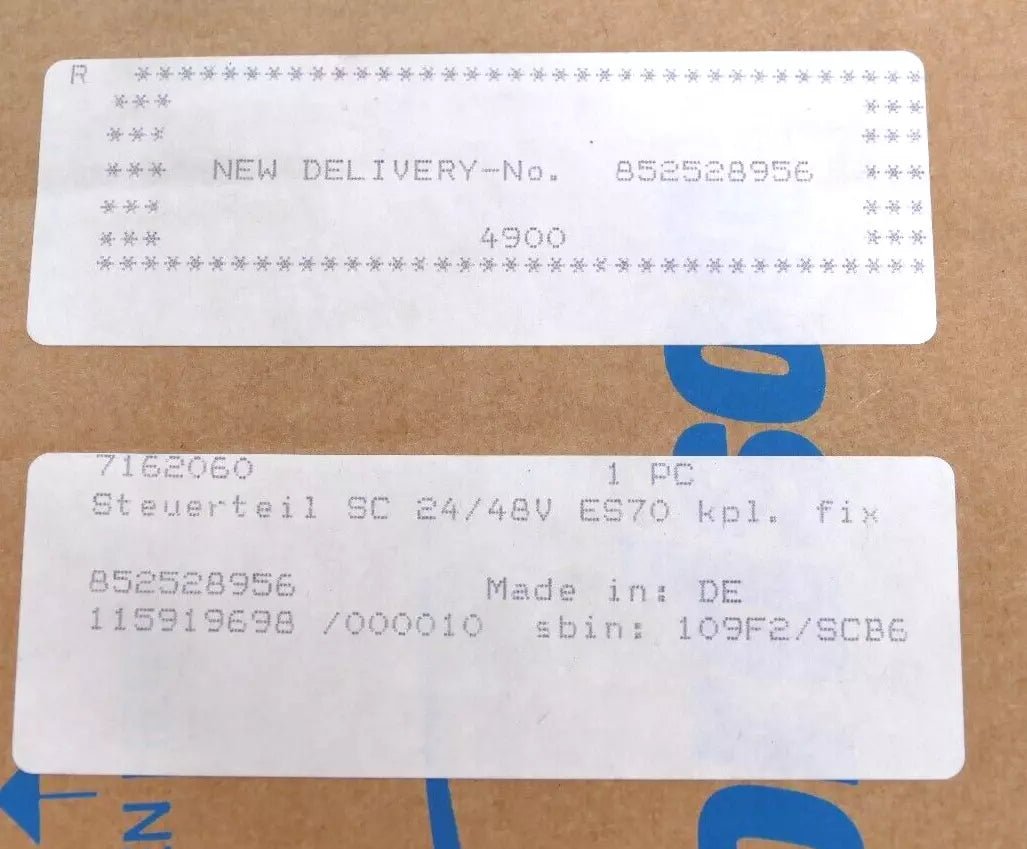 R ***********************************
*** ***
*** ***
*** NEW DELIVERY-No. 852528956 ***
*** ***
*** 4900 ***
*************************************
7162060 1 PC
Steuerteil SC 24/48V ES70 kpl. fix
852528956 Made in: DE
115919698 /000010 sbin: 109F2/SCB6